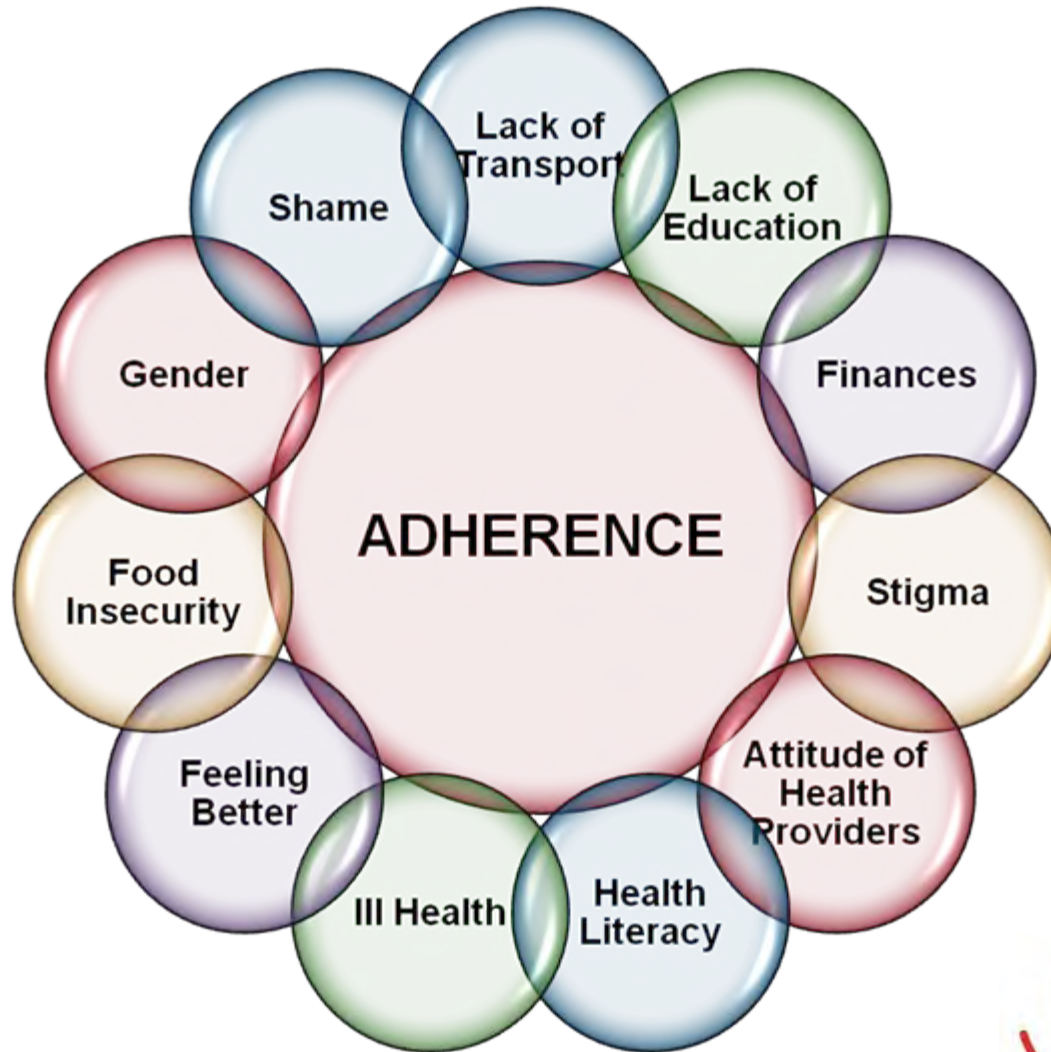 Lack of
Transport
Lack of
Education
Finances
Stigma
Attitude of
Health
Providers
Health
Literacy
Ill Health
Feeling
Better
Food
Insecurity
Gender
Shame
ADHERENCE